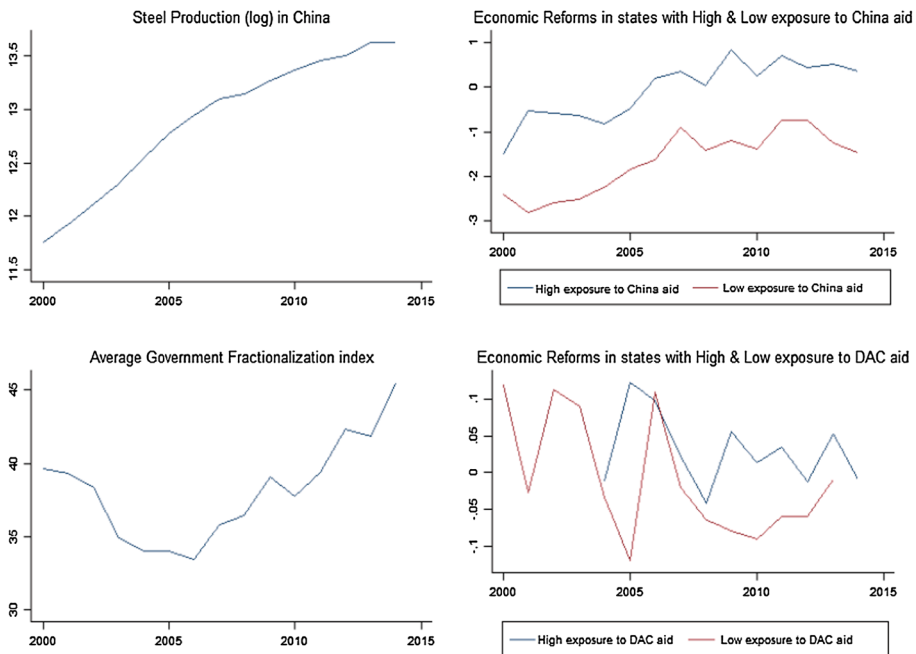 Steel Production (log) in China
13.5
13
12.5
12
11.5
2000 2005 2010 2015
Economic Reforms in states with High & Low exposure to China aid
1
0
-1
-2
-3
2000 2005 2010 2015
High exposure to China aid Low exposure to China aid
Average Government Fractionalization index
45
40
35
30
2000 2005 2010 2015
Economic Reforms in states with High & Low exposure to DAC aid
.1
.05
0
-.05
-.1
2000 2005 2010 2015
High exposure to DAC aid Low exposure to DAC aid